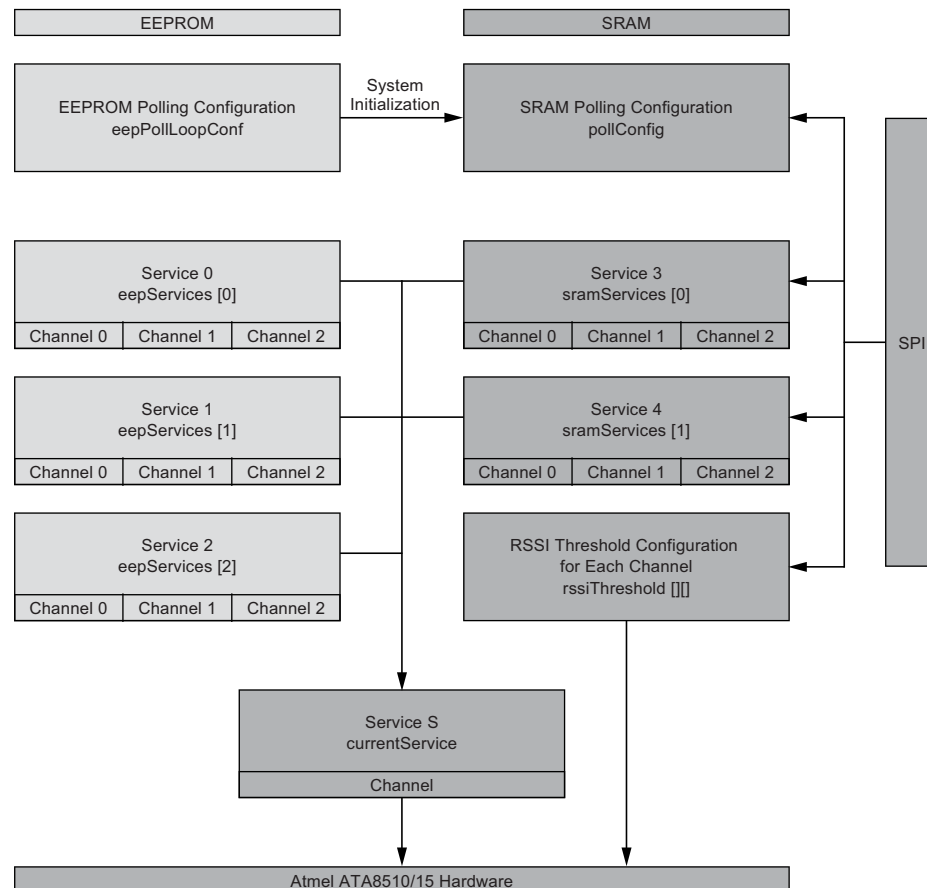 EEPROM
SRAM
EEPROM Polling Configuration
eepPollLoopConf
System
Initialization
SRAM Polling Configuration
pollConfig
Service 0
eepServices [0]
Channel 0 Channel 1 Channel 2
Service 3
sramServices [0]
Channel 0 Channel 1 Channel 2
SPI
Service 1
eepServices [1]
Channel 0 Channel 1 Channel 2
Service 4
sramServices [1]
Channel 0 Channel 1 Channel 2
Service 2
eepServices [2]
Channel 0 Channel 1 Channel 2
RSSI Threshold Configuration
for Each Channel
rssiThreshold [][]
Service S
currentService
Channel
Atmel ATA8510/15 Hardware